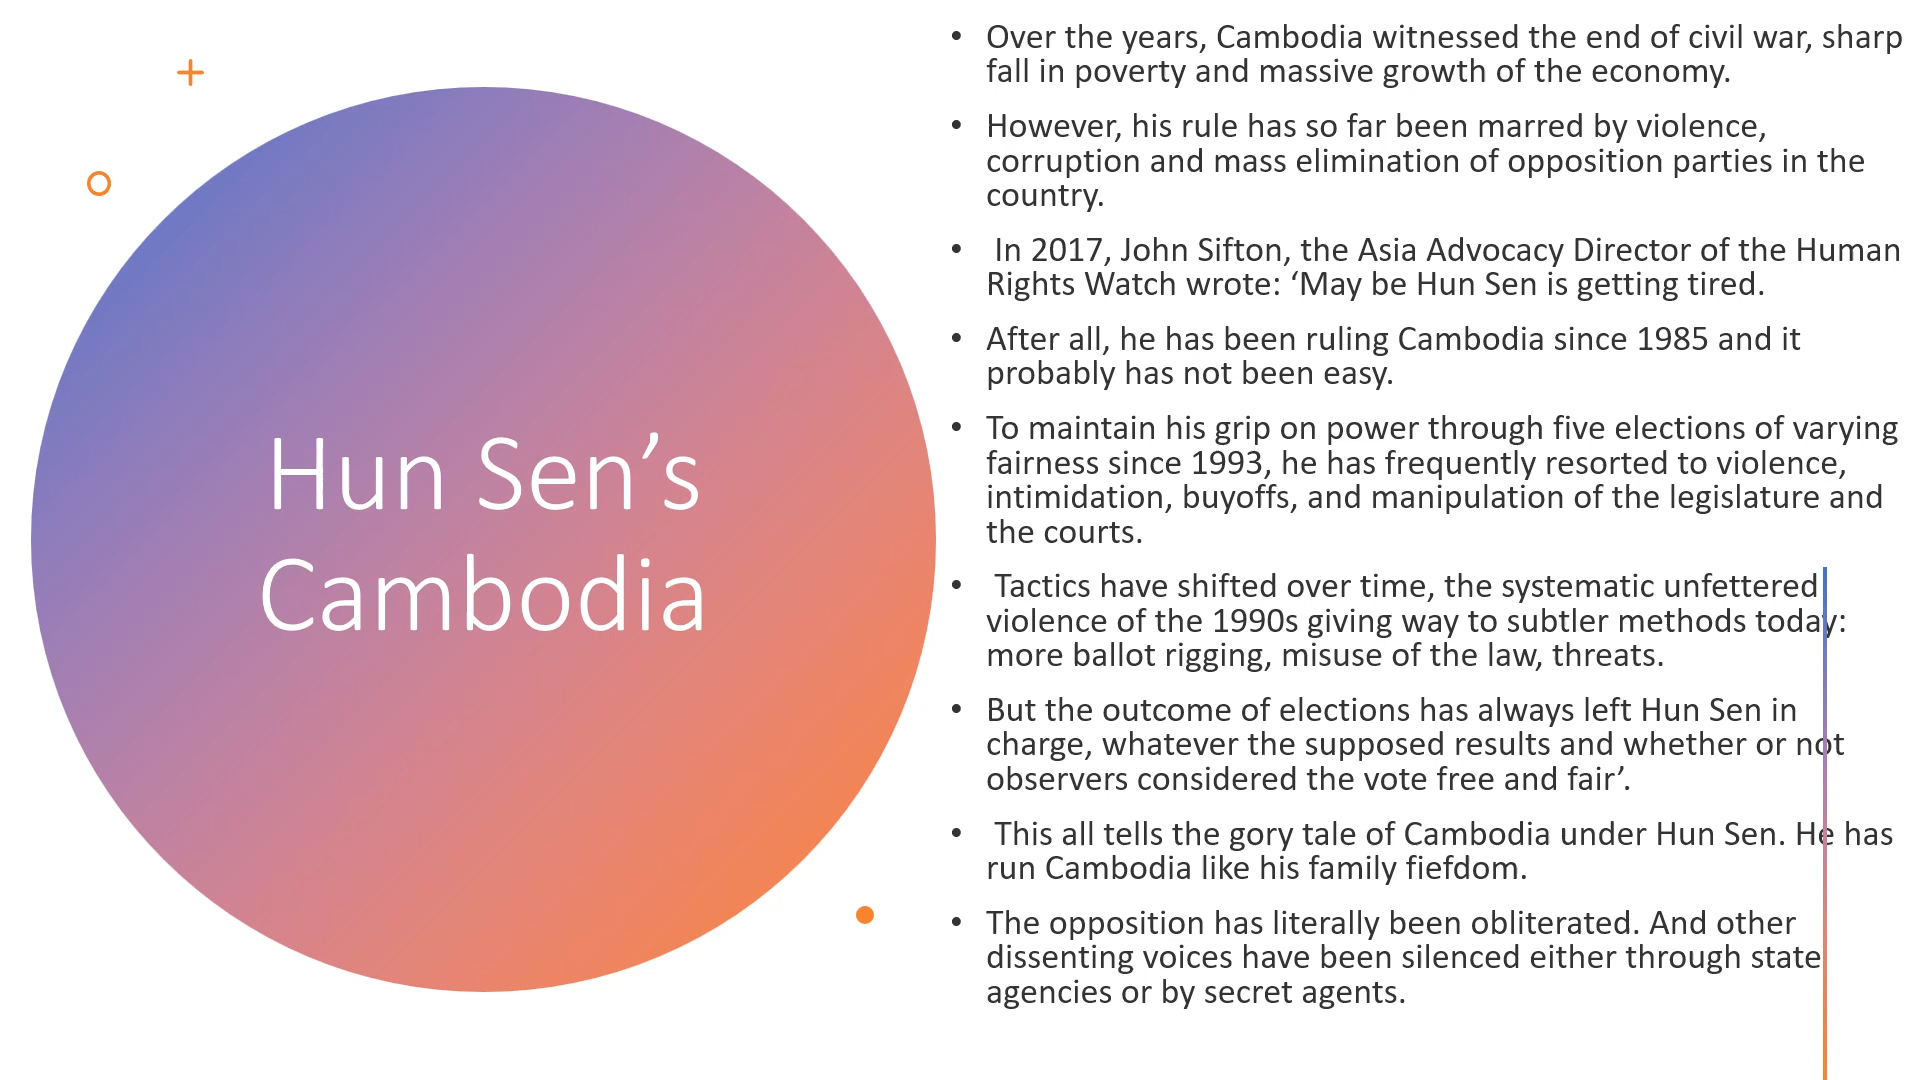 Hun Sen’s
Cambodia
• Over the years, Cambodia witnessed the end of civil war, sharp
fall in poverty and massive growth of the economy.
• However, his rule has so far been marred by violence,
corruption and mass elimination of opposition parties in the
country.
• In 2017, John Sifton, the Asia Advocacy Director of the Human
Rights Watch wrote: ‘May be Hun Sen is getting tired.
• After all, he has been ruling Cambodia since 1985 and it
probably has not been easy.
• To maintain his grip on power through five elections of varying
fairness since 1993, he has frequently resorted to violence,
intimidation, buyoffs, and manipulation of the legislature and
the courts.
• Tactics have shifted over time, the systematic unfettered
violence of the 1990s giving way to subtler methods today:
more ballot rigging, misuse of the law, threats.
• But the outcome of elections has always left Hun Sen in
charge, whatever the supposed results and whether or not
observers considered the vote free and fair’.
• This all tells the gory tale of Cambodia under Hun Sen. He has
run Cambodia like his family fiefdom.
• The opposition has literally been obliterated. And other
dissenting voices have been silenced either through state
agencies or by secret agents.